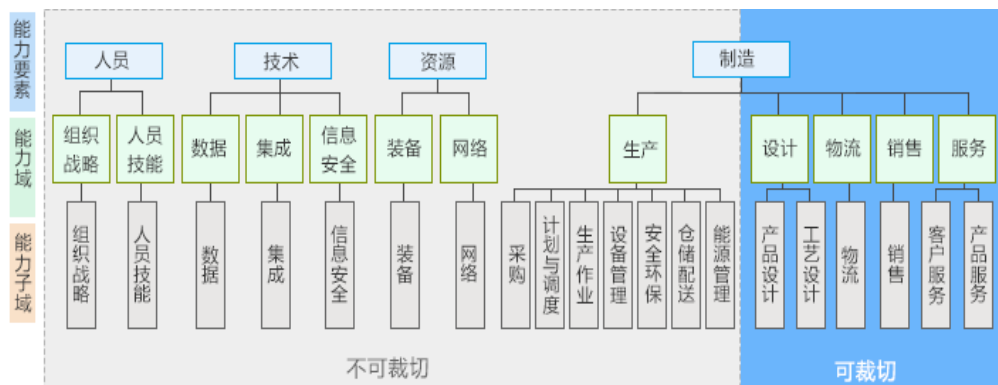 能力要素
人员
技术
资源
制造
能力域
组织
战略
人员
技能
数据
集成
信息
安全
装备
网络
生产
设计
物流
销售
服务
能力子域
组织战略
人员技能
数据
集成
信息安全
装备
网络
采购
计划与调度
生产作业
设备管理
安全环保
仓储配送
能源管理
产品设计
工艺设计
物流
销售
客户服务
产品服务
不可裁切
可裁切